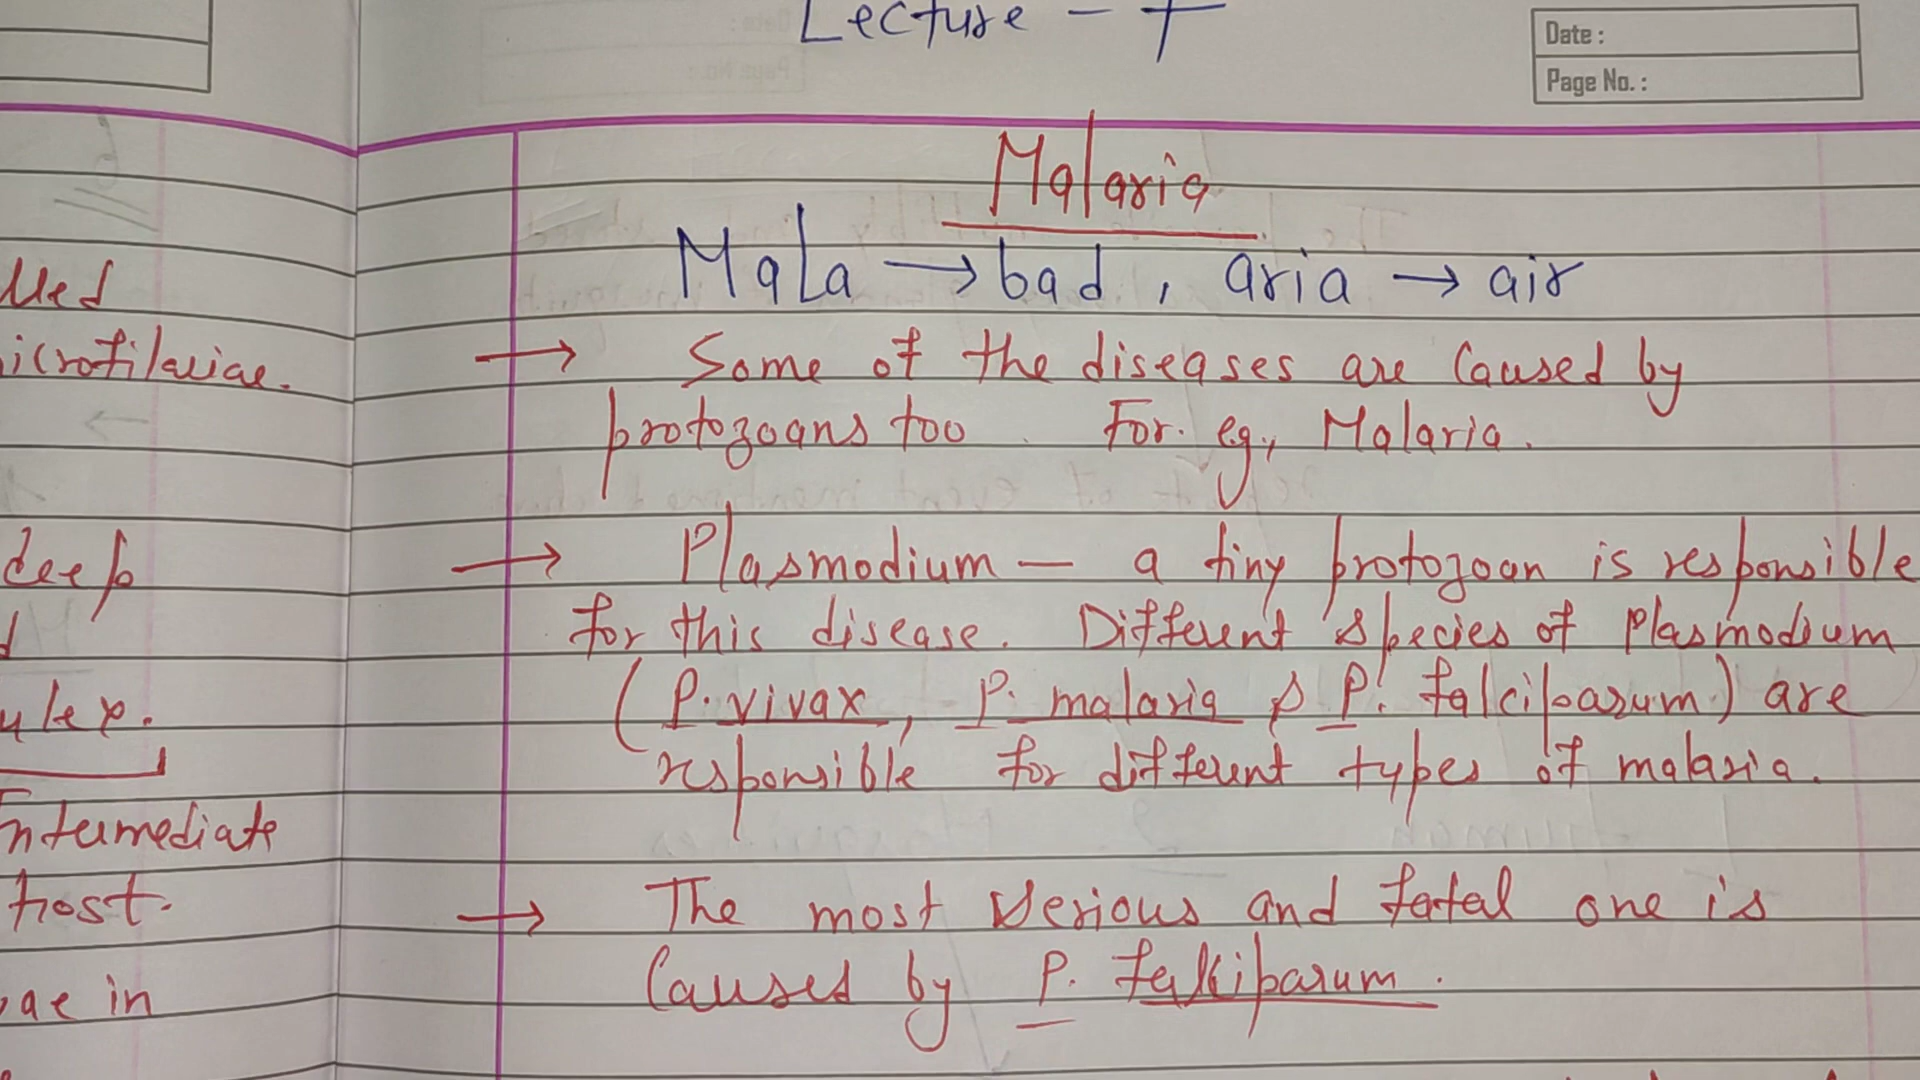 Lecture - 7
Date :
Page No. :
Malaria
Mala → bad , aria → air
→ Some of the diseases are Caused by
protozoans too. For. eg., Malaria.
→ Plasmodium — a tiny protozoan is responsible
for this disease. Different species of Plasmodium
(P. vivax, P. malaria & P. falciparum) are
responsible for different types of malaria.
→ The most serious and fatal one is
Caused by P. falciparum.
lled
icrofilariae.
deep
d
ulex.
Intermediate
host.
ae in